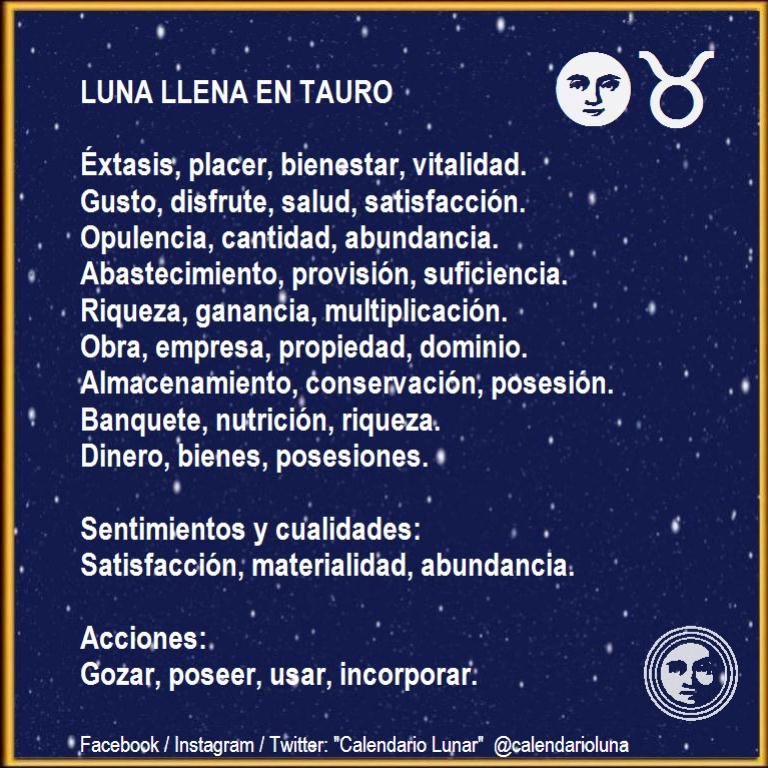 LUNA LLENA EN TAURO
Éxtasis, placer, bienestar, vitalidad.
Gusto, disfrute, salud, satisfacción.
Opulencia, cantidad, abundancia.
Abastecimiento, provisión, suficiencia.
Riqueza, ganancia, multiplicación.
Obra, empresa, propiedad, dominio.
Almacenamiento, conservación, posesión.
Banquete, nutrición, riqueza.
Dinero, bienes, posesiones.
Sentimientos y cualidades:
Satisfacción, materialidad, abundancia.
Acciones:
Gozar, poseer, usar, incorporar.
Facebook / Instagram / Twitter: "Calendario Lunar" @calendarioluna